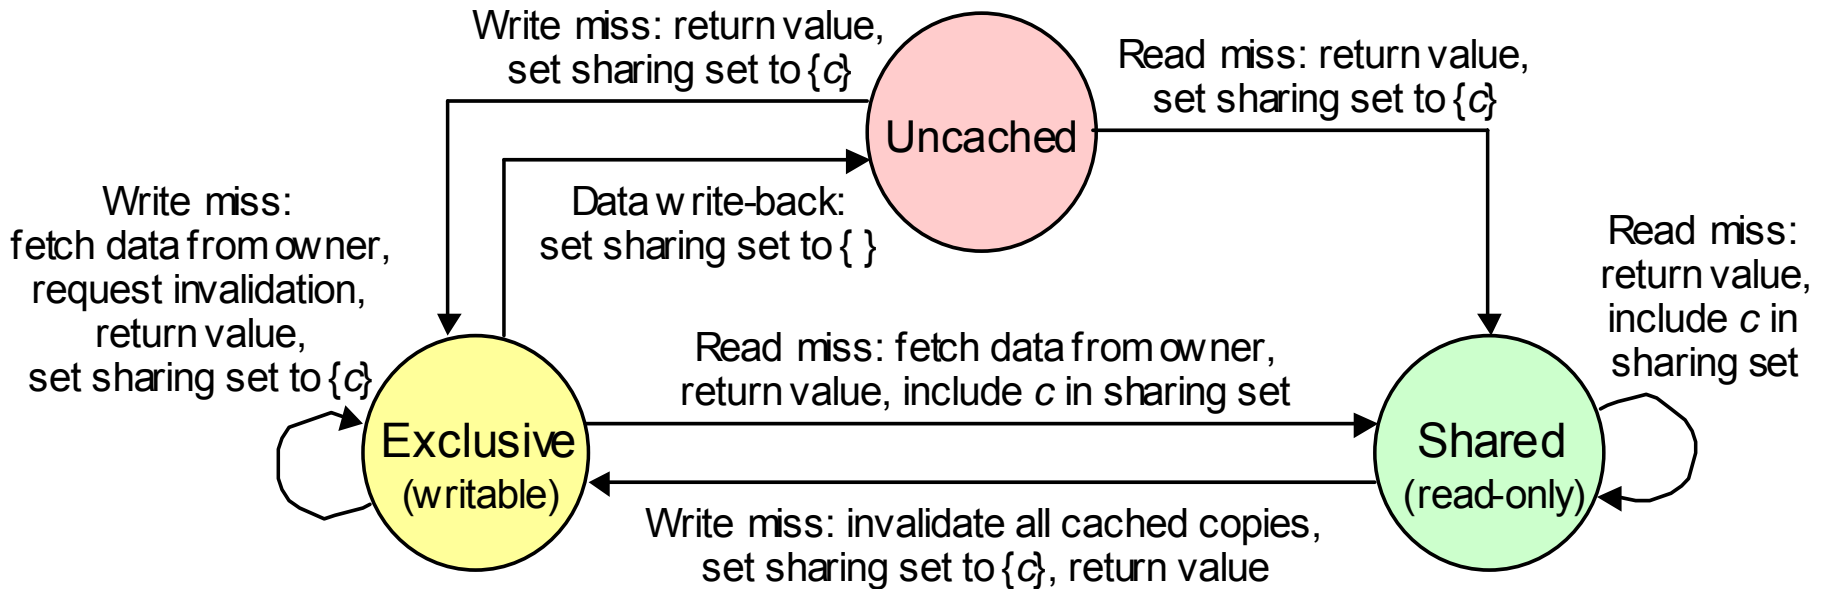 Write miss: return value,
set sharing set to {c}
Uncached
Read miss: return value,
set sharing set to {c}
Data write-back:
set sharing set to { }
Write miss:
fetch data from owner,
request invalidation,
return value,
set sharing set to {c}
Read miss:
return value,
include c in
sharing set
Read miss: fetch data from owner,
return value, include c in sharing set
Exclusive
(writable)
Shared
(read-only)
Write miss: invalidate all cached copies,
set sharing set to {c}, return value